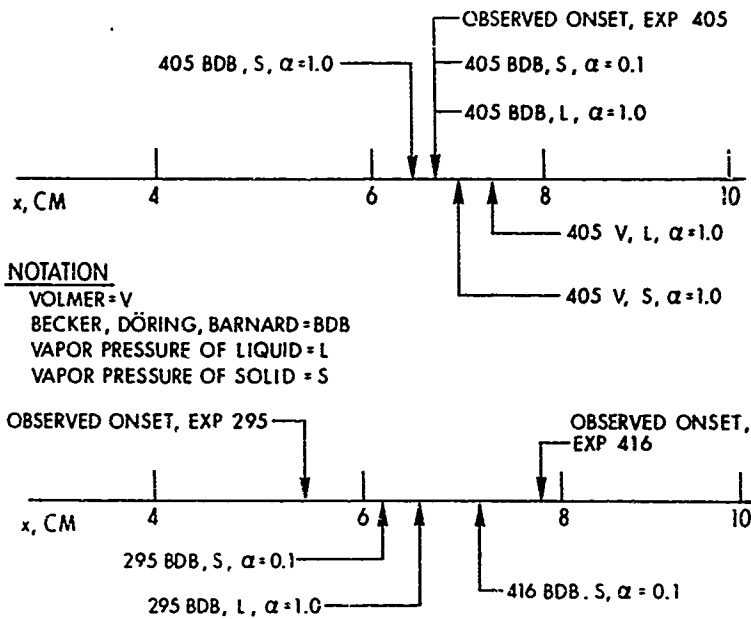 OBSERVED ONSET, EXP 405
405 BDB, S, α=1.0
405 BDB, S, α=0.1
405 BDB, L, α=1.0
x, CM 4 6 8 10
405 V, L, α=1.0
405 V, S, α=1.0
NOTATION
VOLMER=V
BECKER, DÖRING, BARNARD=BDB
VAPOR PRESSURE OF LIQUID=L
VAPOR PRESSURE OF SOLID=S
OBSERVED ONSET, EXP 295
OBSERVED ONSET,
EXP 416
x, CM 4 6 8 10
295 BDB, S, α=0.1
295 BDB, L, α=1.0
416 BDB. S, α=0.1